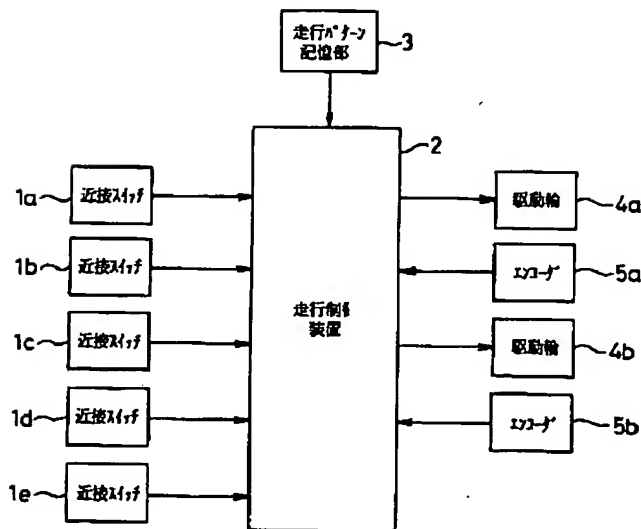 走行ﾊﾟﾀｰﾝ
記憶部
3
2
1a
近接ｽｲｯﾁ
駆動輪
4a
1b
近接ｽｲｯﾁ
ｴﾝｺｰﾀﾞ
5a
1c
近接ｽｲｯﾁ
走行制御
装置
駆動輪
4b
1d
近接ｽｲｯﾁ
ｴﾝｺｰﾀﾞ
5b
1e
近接ｽｲｯﾁ